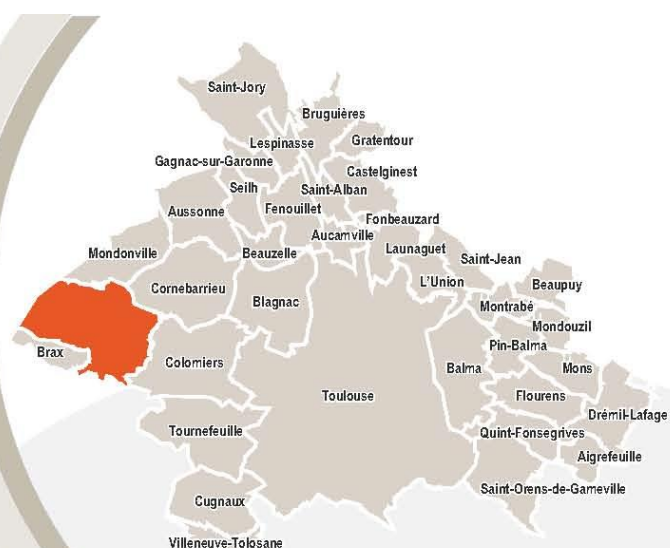 Saint-Jory
Bruguières
Lespinasse
Gratentour
Gagnac-sur-Garonne
Castelginest
Seilh
Saint-Alban
Aussonne
Fenouillet
Fonbeauzard
Aucamville
Mondonville
Beauzelle
Launaguet
Saint-Jean
L'Union
Beaupuy
Cornebarrieu
Blagnac
Montrabé
Mondouzil
Pin-Balma
Brax
Colomiers
Balma
Mons
Toulouse
Flourens
Drémil-Lafage
Tournefeuille
Quint-Fonsegrives
Aigrefeuille
Saint-Orens-de-Gameville
Cugnaux
Villeneuve-Tolosane